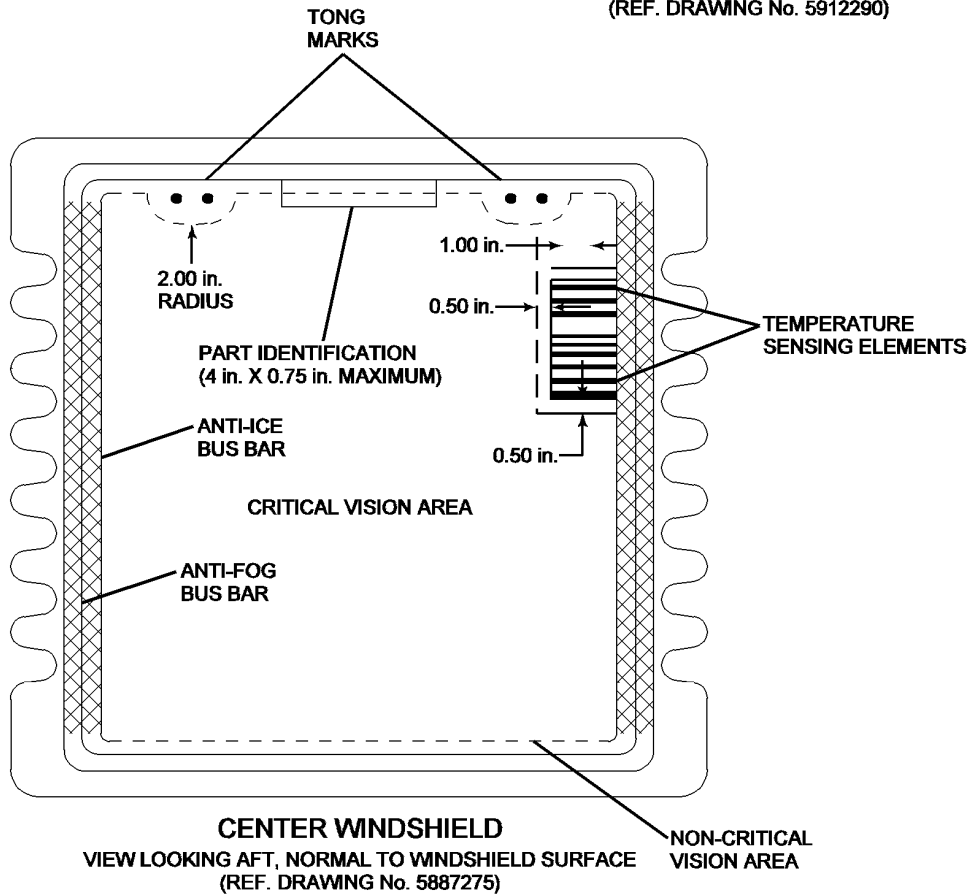 (REF. DRAWING No. 5912290)
TONG
MARKS
1.00 in.
2.00 in.
RADIUS
0.50 in.
TEMPERATURE
SENSING ELEMENTS
PART IDENTIFICATION
(4 in. X 0.75 in. MAXIMUM)
ANTI-ICE
BUS BAR
0.50 in.
CRITICAL VISION AREA
ANTI-FOG
BUS BAR
CENTER WINDSHIELD
VIEW LOOKING AFT, NORMAL TO WINDSHIELD SURFACE
(REF. DRAWING No. 5887275)
NON-CRITICAL
VISION AREA